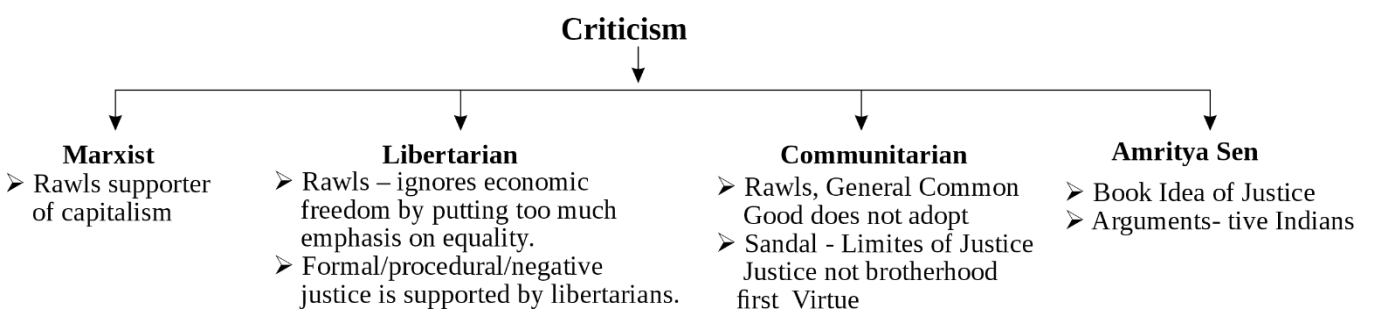 Criticism
Marxist
➢ Rawls supporter
of capitalism
Libertarian
➢ Rawls – ignores economic
freedom by putting too much
emphasis on equality.
➢ Formal/procedural/negative
justice is supported by libertarians.
Communitarian
➢ Rawls, General Common
Good does not adopt
➢ Sandal - Limites of Justice
Justice not brotherhood
first Virtue
Amritya Sen
➢ Book Idea of Justice
➢ Arguments- tive Indians